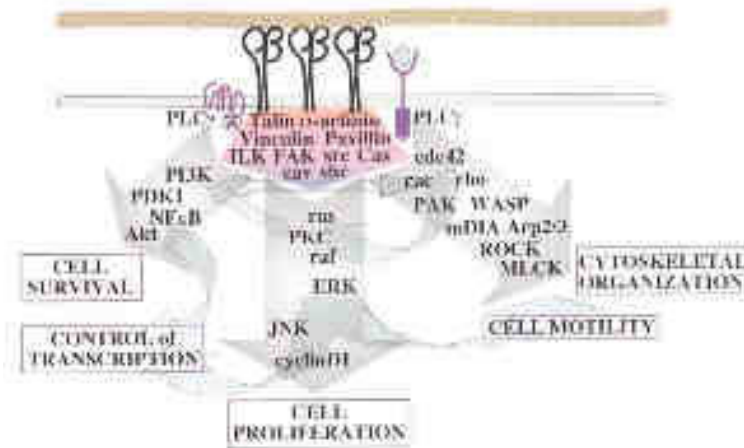 Talin α-actinin
Vinculin Paxillin
ILK FAK src Cas
cav shc
PLCγ
PLCγ
PI3K
PDK1
NFκB
Akt
cdc42
rac rho
PAK WASP
mDIA Arp2/3
ROCK
MLCK
ras
PKC
raf
ERK
JNK
cyclinD1
CELL
SURVIVAL
CONTROL of
TRANSCRIPTION
CELL
PROLIFERATION
CYTOSKELETAL
ORGANIZATION
CELL MOTILITY